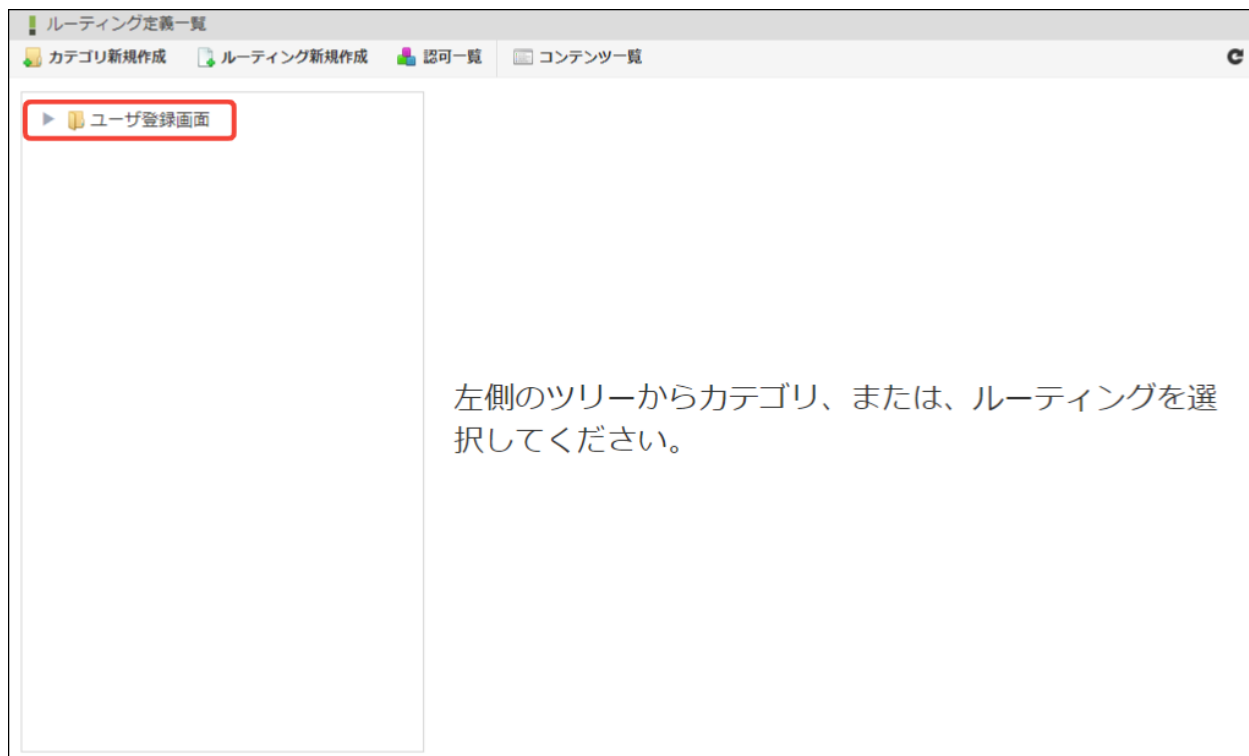 ルーティング定義一覧
カテゴリ新規作成 ルーティング新規作成 認可一覧 コンテンツ一覧
ユーザ登録画面
左側のツリーからカテゴリ、または、ルーティングを選
択してください。